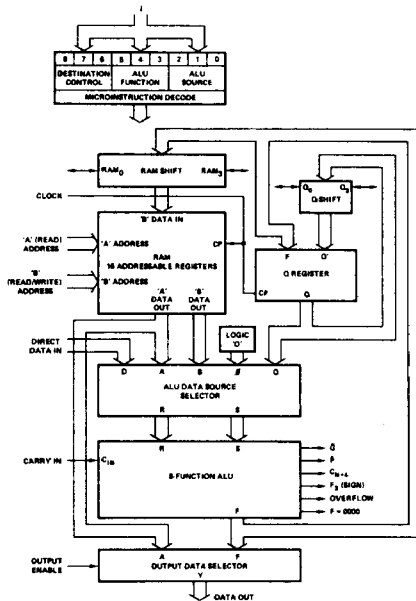 I
8 7 6 5 4 3 2 1 0
DESTINATION CONTROL ALU FUNCTION ALU SOURCE
MICROINSTRUCTION DECODE
RAM0 RAM SHIFT RAM3
Q0 Q3
Q SHIFT
CLOCK
'B' DATA IN
'A' (READ) ADDRESS
'A' ADDRESS
CP
RAM
16 ADDRESSABLE REGISTERS
F Q'
Q REGISTER
'B' (READ/WRITE) ADDRESS
'B' ADDRESS
CP
Q
'A' DATA OUT
'B' DATA OUT
LOGIC '0'
DIRECT DATA IN
D A B Ø Q
ALU DATA SOURCE SELECTOR
R S
R S
CARRY IN
CIN
8-FUNCTION ALU
G̅
P̅
CN+4
F3 (SIGN)
OVERFLOW
F = 0000
F
OUTPUT ENABLE
A F
OUTPUT DATA SELECTOR
Y
DATA OUT